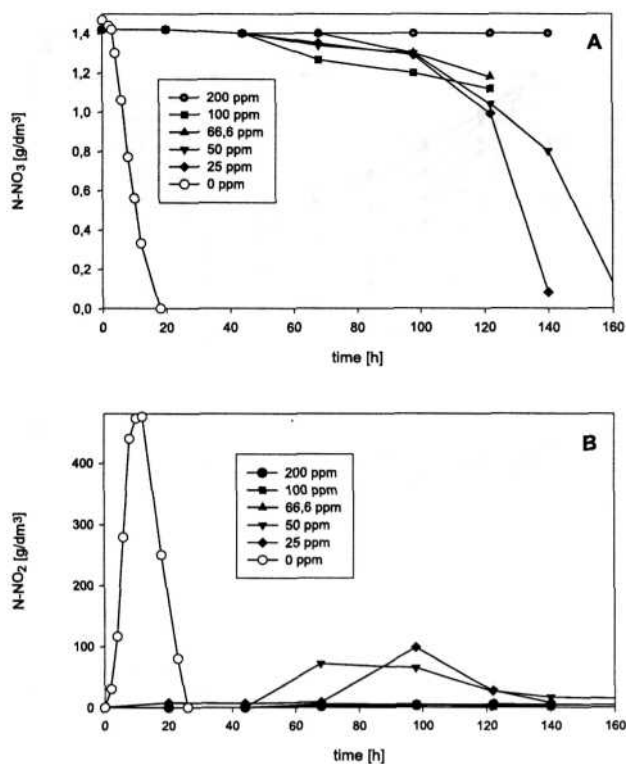 1,4
1,2
1,0
0,8
0,6
0,4
0,2
0,0
N-NO3 [g/dm3]
A
200 ppm
100 ppm
66,6 ppm
50 ppm
25 ppm
0 ppm
0 20 40 60 80 100 120 140 160
time [h]
400
300
200
100
0
N-NO2 [g/dm3]
B
200 ppm
100 ppm
66,6 ppm
50 ppm
25 ppm
0 ppm
0 20 40 60 80 100 120 140 160
time [h]